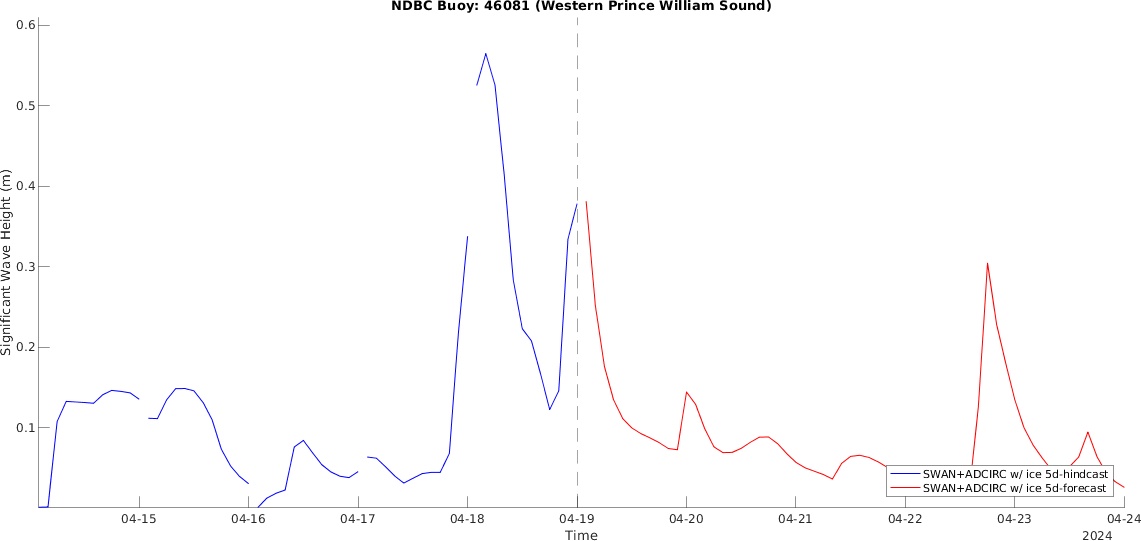 NDBC Buoy: 46081 (Western Prince William Sound)
0.6
0.5
0.4
0.3
0.2
0.1
Significant Wave Height (m)
SWAN+ADCIRC w/ ice 5d-hindcast
SWAN+ADCIRC w/ ice 5d-forecast
04-15 04-16 04-17 04-18 04-19 04-20 04-21 04-22 04-23 04-24
Time
2024